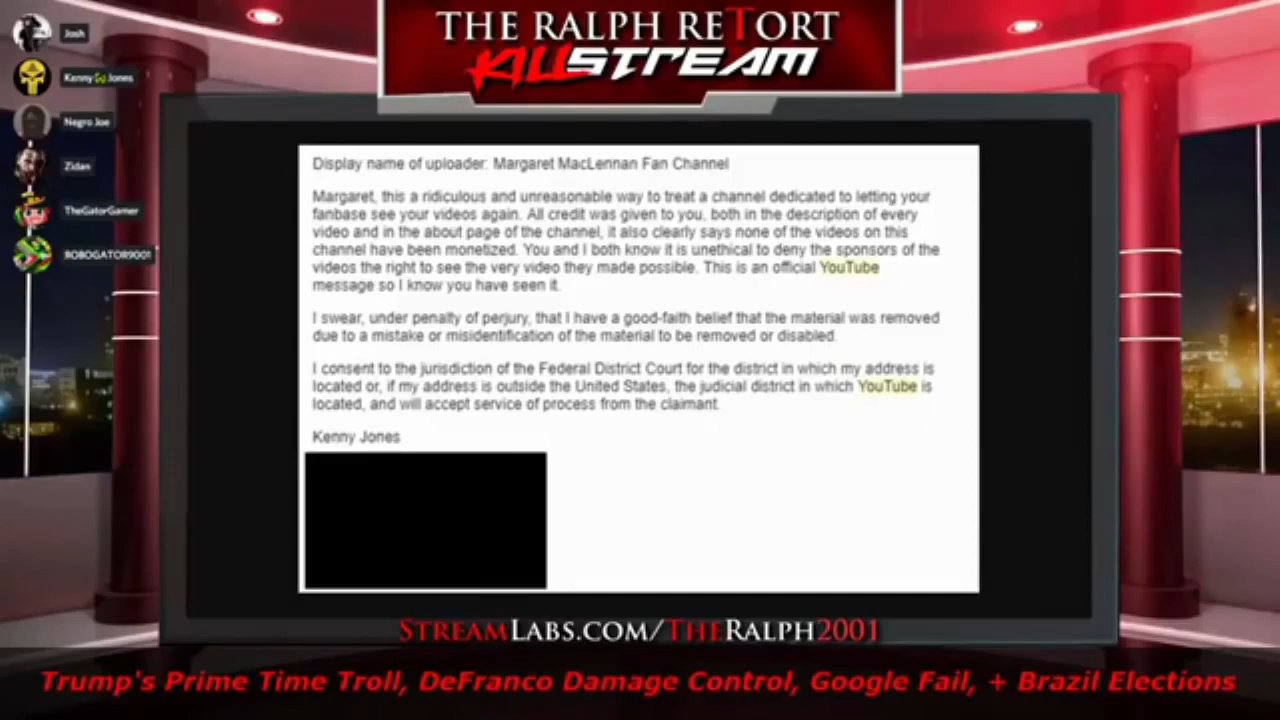 THE RALPH RETORT
KILLSTREAM
Josh
Kenny Jones
Negro Joe
Zidan
TheGatorGamer
ROBOGATOR9001
Display name of uploader: Margaret MacLennan Fan Channel
Margaret, this a ridiculous and unreasonable way to treat a channel dedicated to letting your
fanbase see your videos again. All credit was given to you, both in the description of every
video and in the about page of the channel, it also clearly says none of the videos on this
channel have been monetized. You and I both know it is unethical to deny the sponsors of the
videos the right to see the very video they made possible. This is an official YouTube
message so I know you have seen it.
I swear, under penalty of perjury, that I have a good-faith belief that the material was removed
due to a mistake or misidentification of the material to be removed or disabled.
I consent to the jurisdiction of the Federal District Court for the district in which my address is
located or, if my address is outside the United States, the judicial district in which YouTube is
located, and will accept service of process from the claimant.
Kenny Jones
STREAMLABS.COM/THERALPH2001
Trump's Prime Time Troll, DeFranco Damage Control, Google Fail, + Brazil Elections